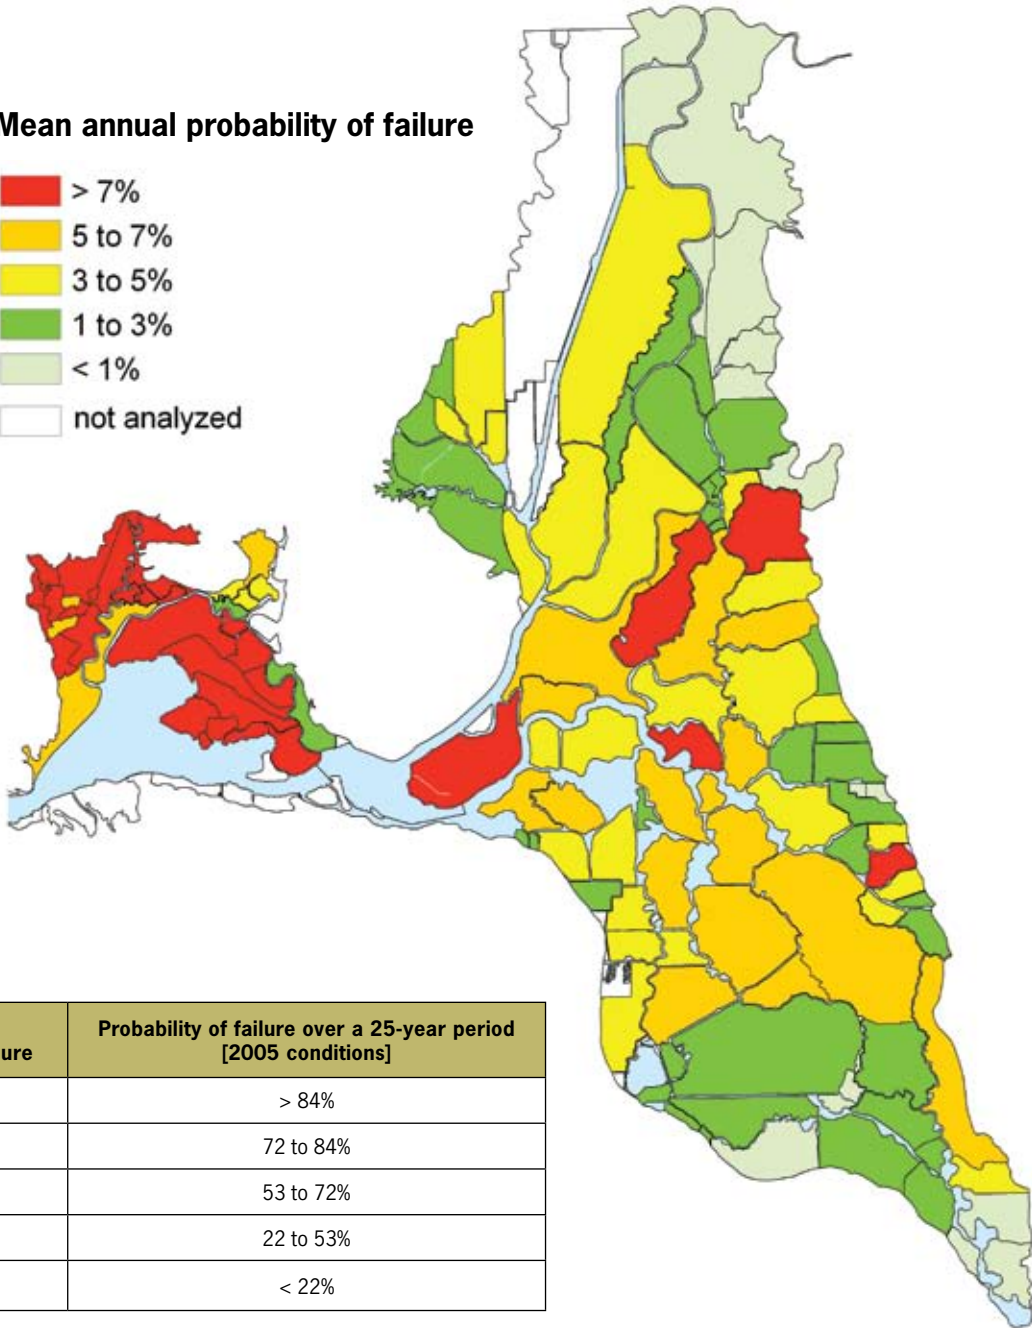 Mean annual probability of failure
> 7%
5 to 7%
3 to 5%
1 to 3%
< 1%
not analyzed
ure
Probability of failure over a 25-year period
[2005 conditions]
> 84%
72 to 84%
53 to 72%
22 to 53%
< 22%